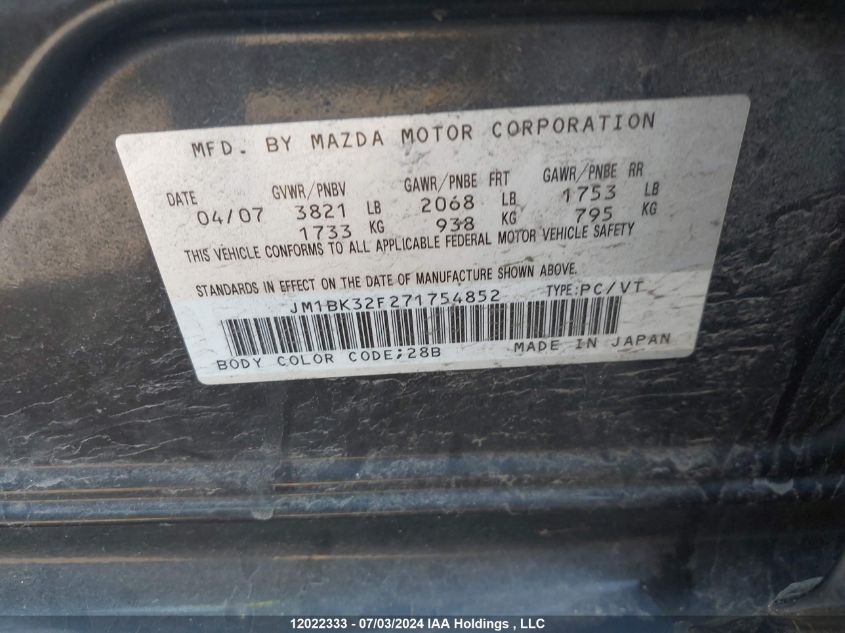 MFD. BY MAZDA MOTOR CORPORATION
DATE GVWR/PNBV GAWR/PNBE FRT GAWR/PNBE RR
04/07 3821 LB 2068 LB 1753 LB
1733 KG 938 KG 795 KG
THIS VEHICLE CONFORMS TO ALL APPLICABLE FEDERAL MOTOR VEHICLE SAFETY
STANDARDS IN EFFECT ON THE DATE OF MANUFACTURE SHOWN ABOVE.
JM1BK32F271754852 TYPE:PC/VT
BODY COLOR CODE;28B MADE IN JAPAN
12022333 - 07/03/2024 IAA Holdings , LLC